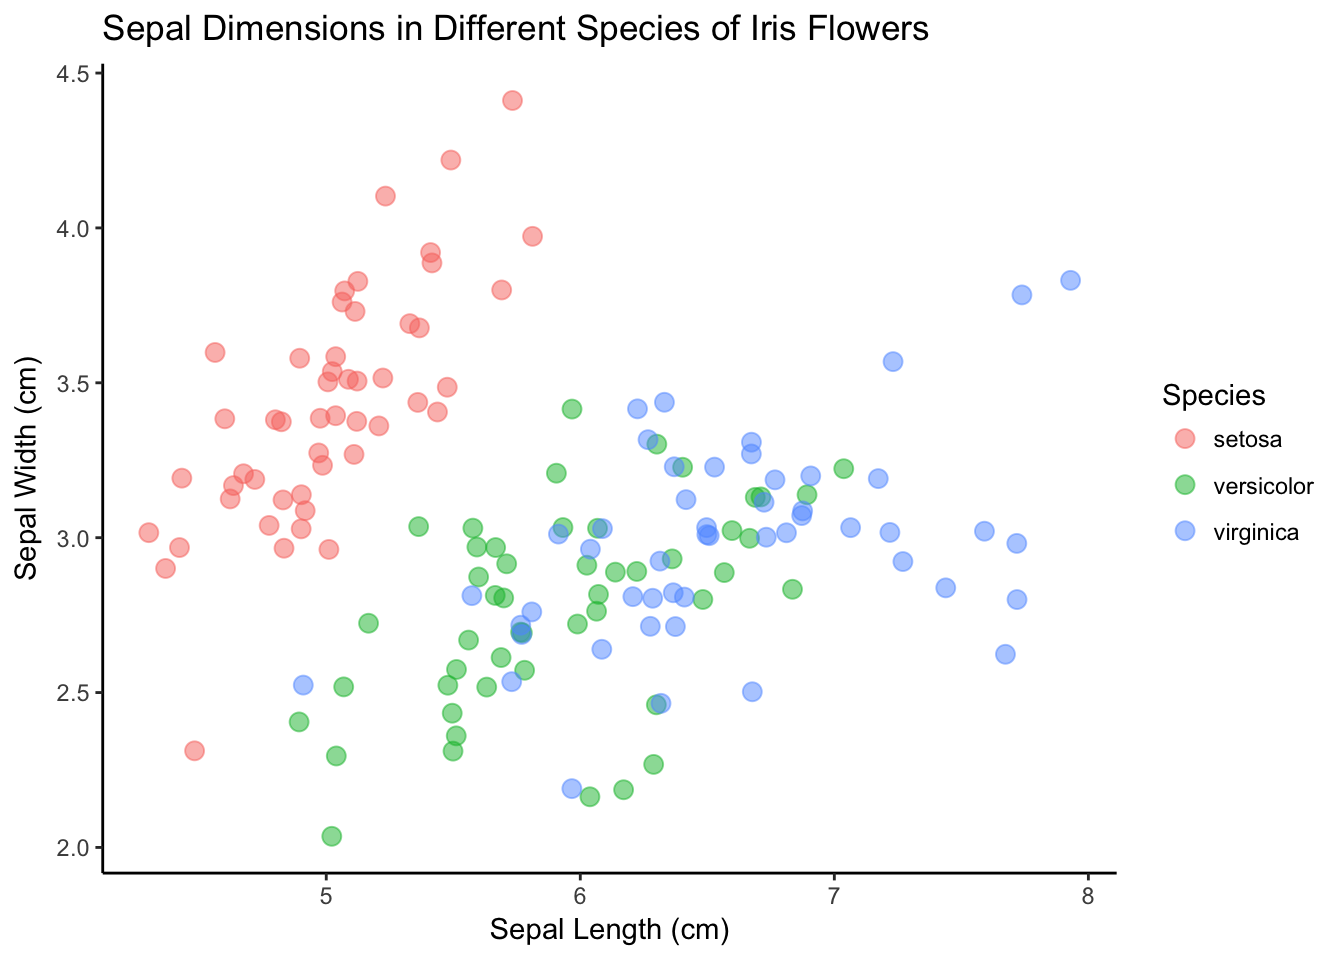 Sepal Dimensions in Different Species of Iris Flowers
4.5
4.0
3.5
3.0
2.5
2.0
Sepal Width (cm)
5 6 7 8
Sepal Length (cm)
Species
setosa
versicolor
virginica